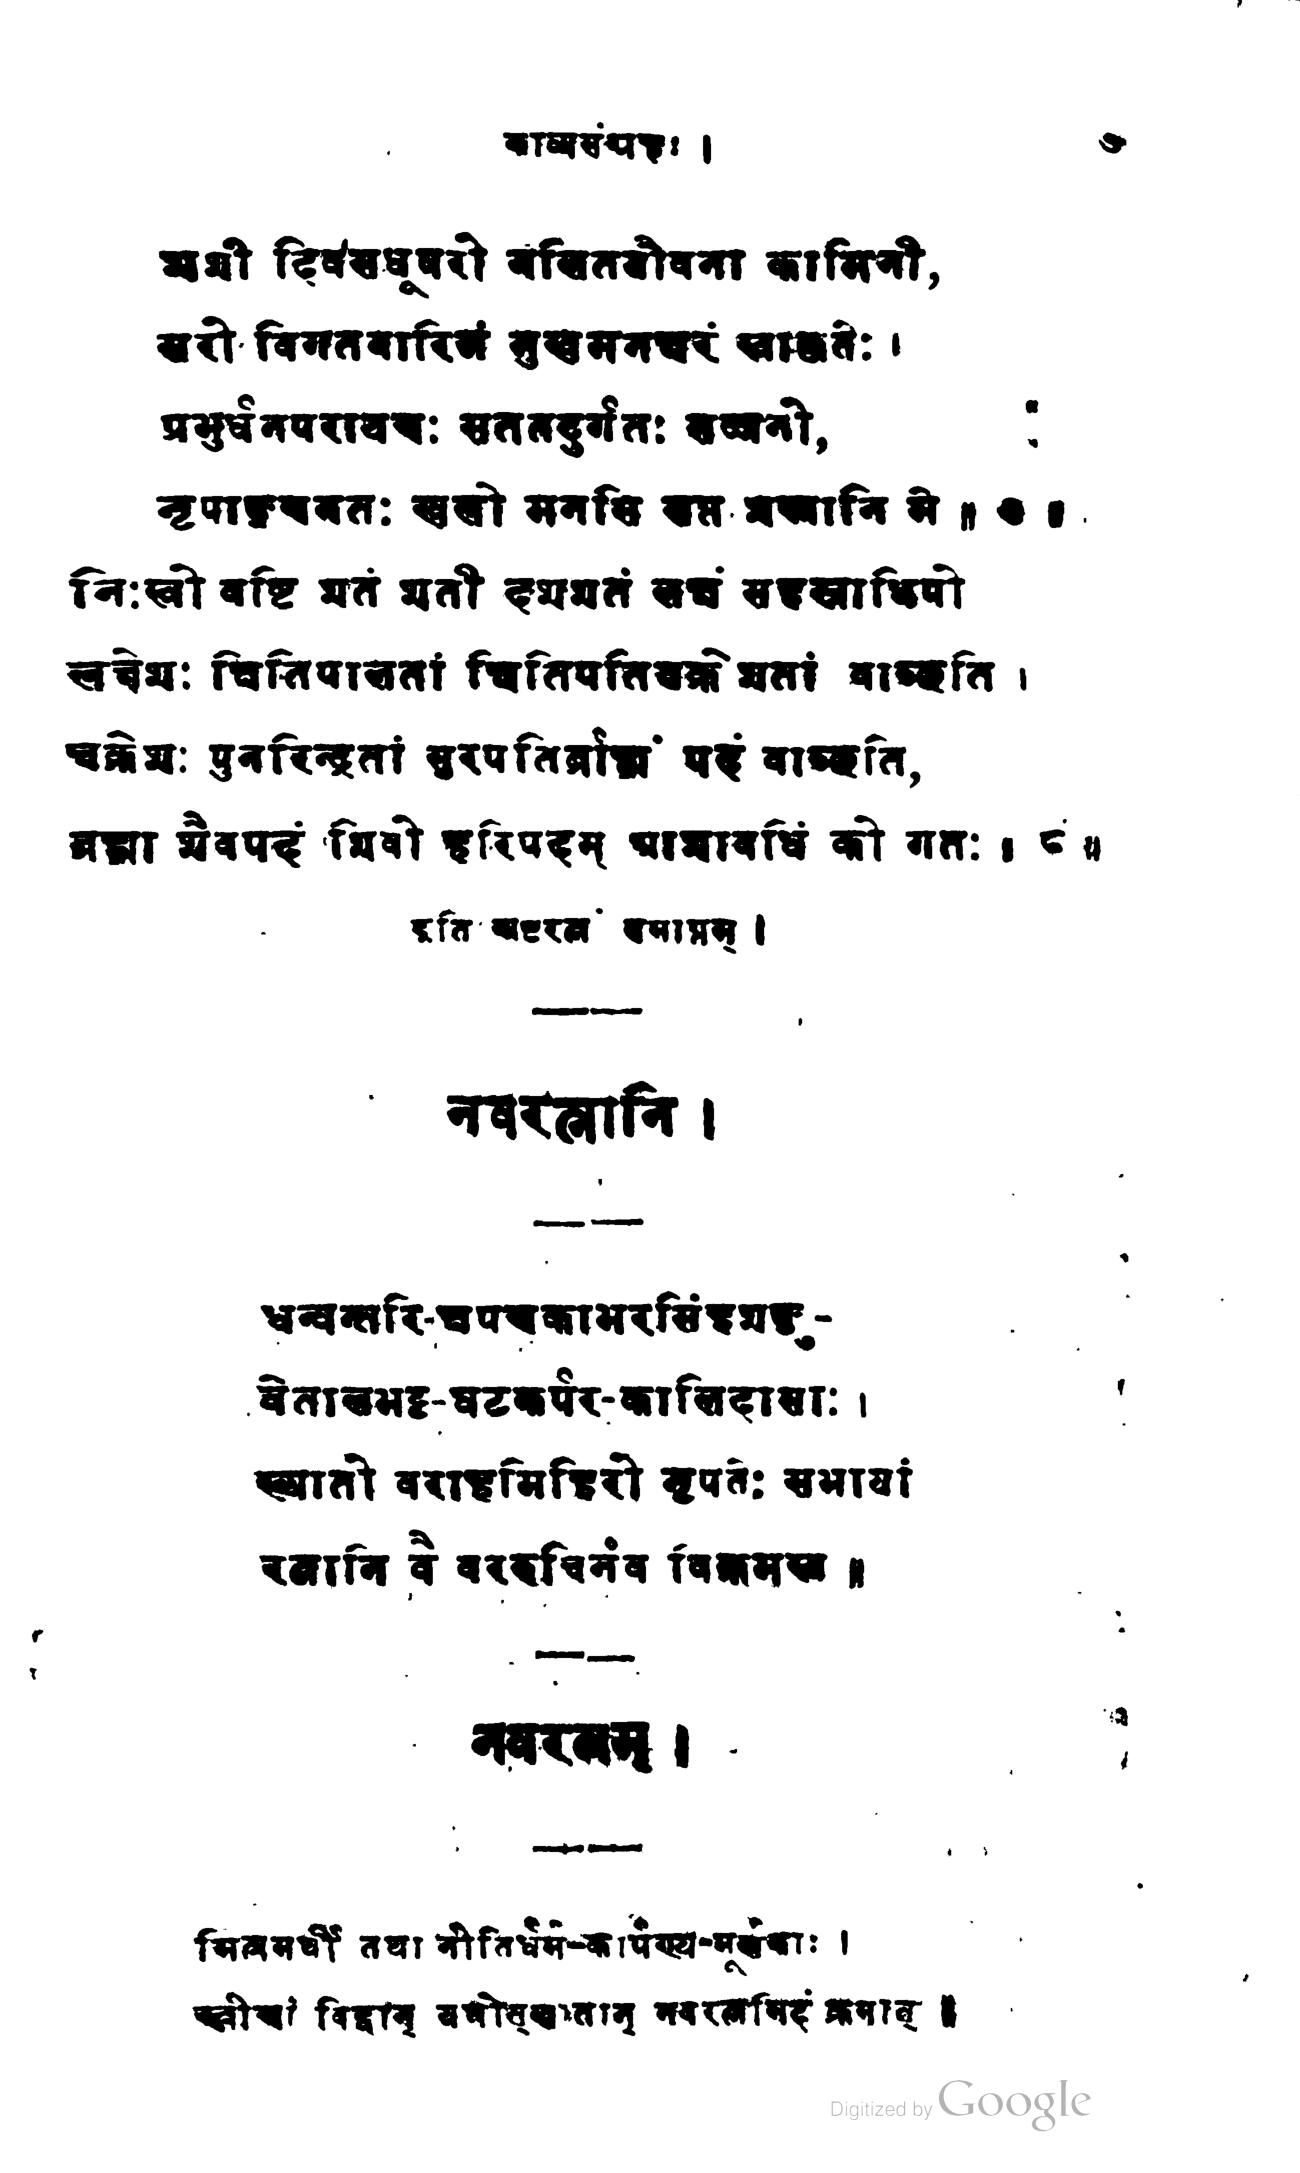 काव्यसंग्रहः । ७
शशी दिवसधूषरो गलितयौवना कामिनी,
सरो विगतवारिजं मुखमनक्षरं स्वाकृतेः ।
प्रभुर्धनपरायणः सततदुर्गतः सज्जनो,
नृपाङ्गणगतः खलो मनसि सप्त शल्यानि मे ॥ ७ ॥
निःस्वो वष्टि शतं शती दशशतं लक्षं सहस्राधिपो
लक्षेशः क्षितिपालतां क्षितिपतिश्चक्रेशतां वाञ्छति ।
चक्रेशः पुनरिन्द्रतां सुरपतिर्ब्राह्मं पदं वाञ्छति,
ब्रह्मा शैवपदं शिवो हरिपदम् आशावधिं को गतः ॥ ८ ॥
इति अष्टरत्नं समाप्तम् ।
नवरत्नानि ।
धन्वन्तरि-क्षपणकामरसिंहशङ्कु-
वेतालभट्ट-घटकर्पर-कालिदासाः ।
ख्यातो वराहमिहिरो नृपतेः सभायां
रत्नानि वै वररुचिर्नव विक्रमस्य ॥
नवरत्नम् ।
मित्रमर्थी तथा नीतिर्धर्म-कार्पण्य-मूर्खकाः ।
स्त्रीणां विद्वान् नवरत्नमिदं क्रमात् ॥
Digitized by Google